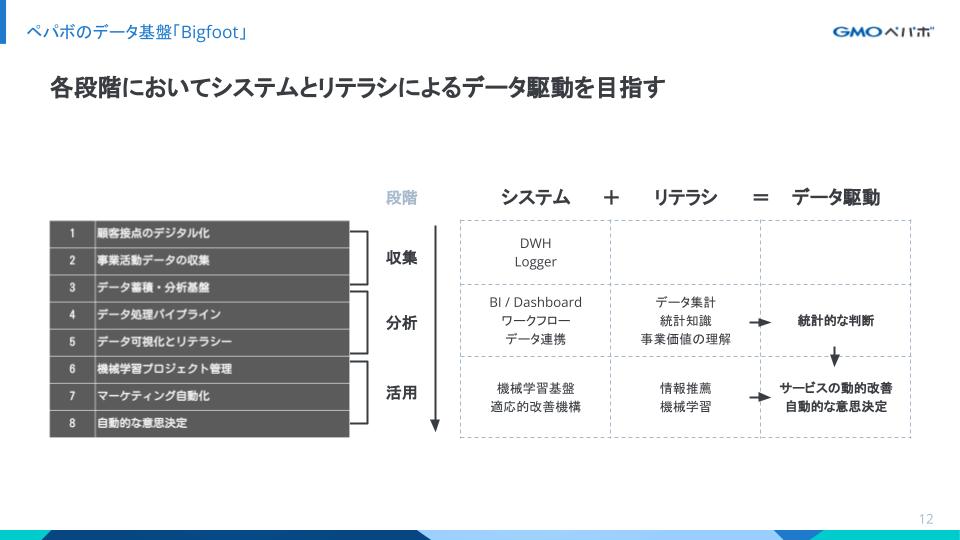 ペパボのデータ基盤「Bigfoot」
GMOペパボ
各段階においてシステムとリテラシによるデータ駆動を目指す
段階
システム + リテラシ = データ駆動
1 顧客接点のデジタル化
2 事業活動データの収集
3 データ蓄積・分析基盤
4 データ処理パイプライン
5 データ可視化とリテラシー
6 機械学習プロジェクト管理
7 マーケティング自動化
8 自動的な意思決定
収集
分析
活用
DWH
Logger
BI / Dashboard
ワークフロー
データ連携
データ集計
統計知識
事業価値の理解
統計的な判断
機械学習基盤
適応的改善機構
情報推薦
機械学習
サービスの動的改善
自動的な意思決定
12